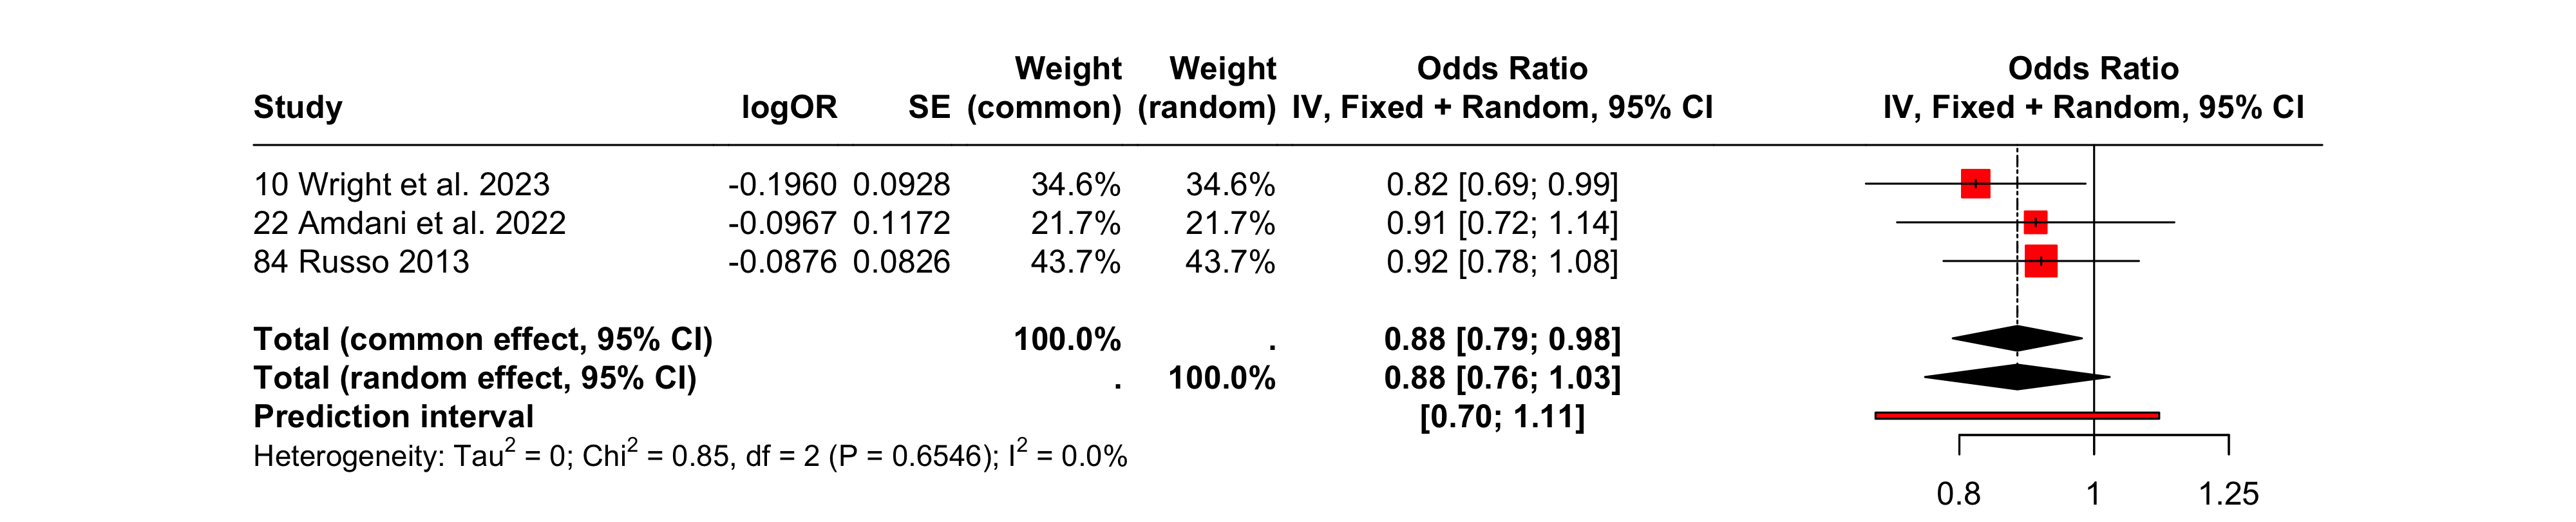 Weight Weight Odds Ratio Odds Ratio
Study logOR SE (common) (random) IV, Fixed + Random, 95% CI IV, Fixed + Random, 95% CI
10 Wright et al. 2023 -0.1960 0.0928 34.6% 34.6% 0.82 [0.69; 0.99]
22 Amdani et al. 2022 -0.0967 0.1172 21.7% 21.7% 0.91 [0.72; 1.14]
84 Russo 2013 -0.0876 0.0826 43.7% 43.7% 0.92 [0.78; 1.08]
Total (common effect, 95% CI) 100.0% . 0.88 [0.79; 0.98]
Total (random effect, 95% CI) . 100.0% 0.88 [0.76; 1.03]
Prediction interval [0.70; 1.11]
Heterogeneity: Tau² = 0; Chi² = 0.85, df = 2 (P = 0.6546); I² = 0.0%
0.8 1 1.25